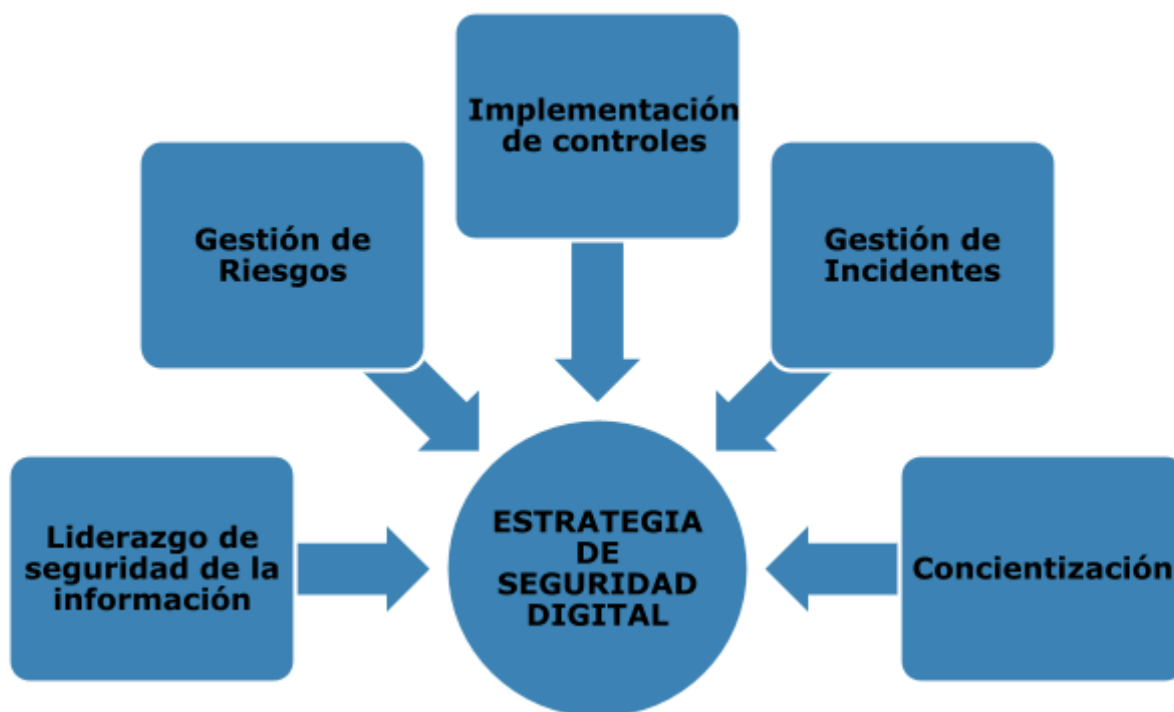 Implementación
de controles
Gestión de
Riesgos
Gestión de
Incidentes
Liderazgo de
seguridad de la
información
ESTRATEGIA
DE
SEGURIDAD
DIGITAL
Concientización